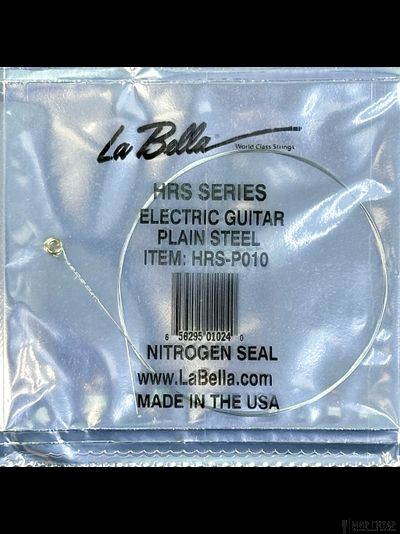 La Bella
World Class Strings
HRS SERIES
ELECTRIC GUITAR
PLAIN STEEL
ITEM: HRS-P010
6 56295 01024 0
NITROGEN SEAL
www.LaBella.com
MADE IN THE USA